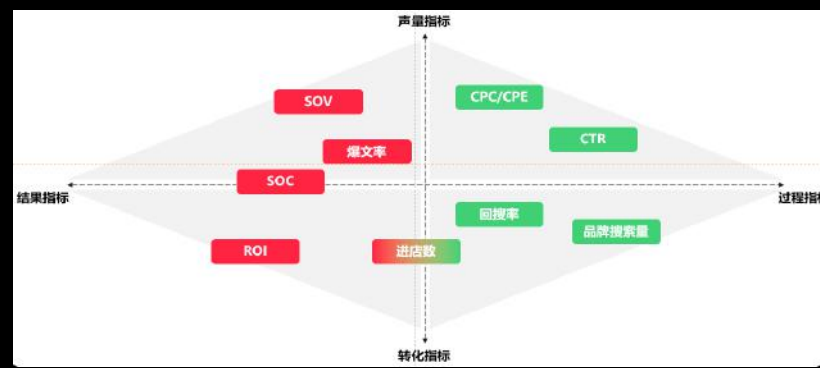 声量指标
SOV
CPC/CPE
CTR
爆文率
SOC
结果指标
过程指标
回搜率
品牌搜索量
ROI
进店数
转化指标